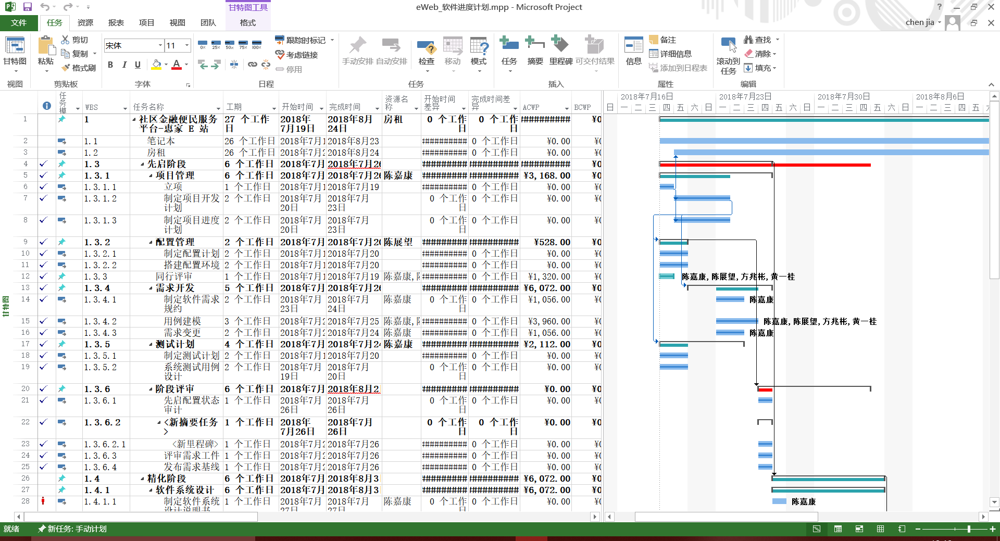 eWeb_软件进度计划.mpp - Microsoft Project
甘特图工具
文件 任务 资源 报表 项目 视图 团队 格式
chen jia
甘特图 粘贴 剪切 复制 格式刷
宋体 11
B I U A
0% 25% 50% 75% 100%
跟踪时标记 考虑链接 停用
手动安排 自动安排 检查 移动 模式
任务 摘要 里程碑 可交付结果
信息 备注 详细信息 添加到日程表
滚动到任务 查找 清除 填充
视图 剪贴板 字体 日程 任务 插入 属性 编辑
任务模 WBS 任务名称 工期 开始时间 完成时间 资源名称 开始时间差异 完成时间差异 ACWP BCWP
2018年7月16日 2018年7月23日 2018年7月30日 2018年8月6日
日 一 二 三 四 五 六 日 一 二 三 四 五 六 日 一 二 三 四 五 六 日 一 二 三 四 五
1 1 社区金融便民服务平台-惠家 E 站 27 个工作日 2018年7月19日 2018年8月24日 房租 0 个工作日 0 个工作日 ########## ¥0
2 1.1 笔记本 26 个工作日 2018年7月1 2018年8月23 ########## 0 个工作日 ¥0.00 ¥0
3 1.2 房租 26 个工作日 2018年7月2 2018年8月24 ########## 0 个工作日 ¥0.00 ¥0
4 1.3 先启阶段 6 个工作日 2018年7月 2018年7月26 ########## ########## ########## ¥0
5 1.3.1 项目管理 6 个工作日 2018年7月 2018年7月26 陈嘉康 ########## ########## ¥3,168.00 ¥0
6 1.3.1.1 立项 1 个工作日 2018年7月1 2018年7月19 ########## 0 个工作日 ¥0.00 ¥0
7 1.3.1.2 制定项目开发计划 2 个工作日 2018年7月20日 2018年7月23日 0 个工作日 0 个工作日 ¥0.00 ¥0
8 1.3.1.3 制定项目进度计划 2 个工作日 2018年7月20日 2018年7月23日 0 个工作日 0 个工作日 ¥0.00 ¥0
9 1.3.2 配置管理 2 个工作日 2018年7月 2018年7月20 陈展望 ########## ########## ¥528.00 ¥0
10 1.3.2.1 制定配置计划 2 个工作日 2018年7月1 2018年7月20 ########## 0 个工作日 ¥0.00 ¥0
11 1.3.2.2 搭建配置环境 2 个工作日 2018年7月1 2018年7月20 ########## 0 个工作日 ¥0.00 ¥0
12 1.3.3 同行评审 1 个工作日 2018年7月1 2018年7月19 陈嘉康, ########## 0 个工作日 ¥1,320.00 ¥0 陈嘉康,陈展望,方兆彬,黄一桂
13 1.3.4 需求开发 5 个工作日 2018年7月 2018年7月26 ########## ########## ¥6,072.00 ¥0
14 1.3.4.1 制定软件需求规约 2 个工作日 2018年7月23日 2018年7月24日 陈嘉康 0 个工作日 0 个工作日 ¥1,056.00 ¥0 陈嘉康
15 1.3.4.2 用例建模 3 个工作日 2018年7月2 2018年7月25 陈嘉康, ########## 0 个工作日 ¥3,960.00 ¥0 陈嘉康,陈展望,方兆彬,黄一桂
16 1.3.4.3 需求变更 2 个工作日 2018年7月2 2018年7月24 陈嘉康 ########## 0 个工作日 ¥1,056.00 ¥0 陈嘉康
17 1.3.5 测试计划 4 个工作日 2018年7月 2018年7月24 陈嘉康 ########## ########## ¥2,112.00 ¥0
18 1.3.5.1 制定测试计划 2 个工作日 2018年7月1 2018年7月20 ########## 0 个工作日 ¥0.00 ¥0
19 1.3.5.2 系统测试用例设计 2 个工作日 2018年7月19日 2018年7月20日 0 个工作日 0 个工作日 ¥0.00 ¥0
20 1.3.6 阶段评审 6 个工作日 2018年7月 2018年8月2 ########## ########## ¥0.00 ¥0
21 1.3.6.1 先启配置状态审计 1 个工作日 2018年7月26日 2018年7月26日 0 个工作日 0 个工作日 ¥0.00 ¥0
22 1.3.6.2 <新摘要任务> 1 个工作日 2018年7月26日 2018年7月26日 0 个工作日 0 个工作日 ¥0.00 ¥0
23 1.3.6.2.1 <新里程碑> 1 个工作日 2018年7月2 2018年7月26 ########## 0 个工作日 ¥0.00 ¥0
24 1.3.6.3 评审需求工件 1 个工作日 2018年7月2 2018年7月26 ########## 0 个工作日 ¥0.00 ¥0
25 1.3.6.4 发布需求基线 1 个工作日 2018年7月2 2018年7月26 ########## 0 个工作日 ¥0.00 ¥0
26 1.4 精化阶段 6 个工作日 2018年7月 2018年8月3 ########## ########## ¥6,072.00 ¥0
27 1.4.1 软件系统设计 6 个工作日 2018年7月 2018年8月3 ########## ########## ¥6,072.00 ¥0
28 1.4.1.1 制定软件系统设计说明书 1 个工作日 2018年7月27日 2018年7月27日 陈嘉康 0 个工作日 0 个工作日 ¥0.00 ¥0 陈嘉康
甘特图
就绪 新任务: 手动计划